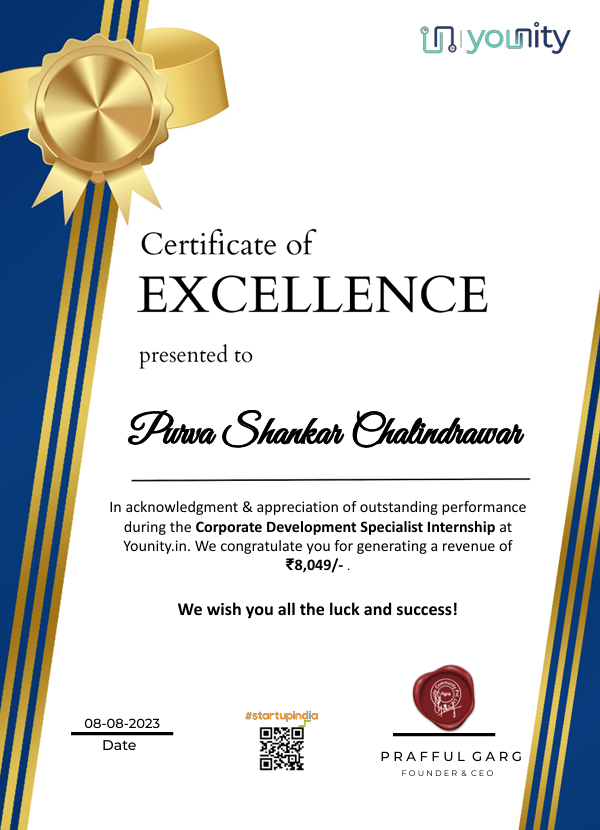 younity
Certificate of
EXCELLENCE
presented to
Purva Shankar Chalindrawar
In acknowledgment & appreciation of outstanding performance
during the Corporate Development Specialist Internship at
Younity.in. We congratulate you for generating a revenue of
₹8,049/- .
We wish you all the luck and success!
08-08-2023
Date
#startupindia
Agra
PRAFFUL GARG
FOUNDER & CEO